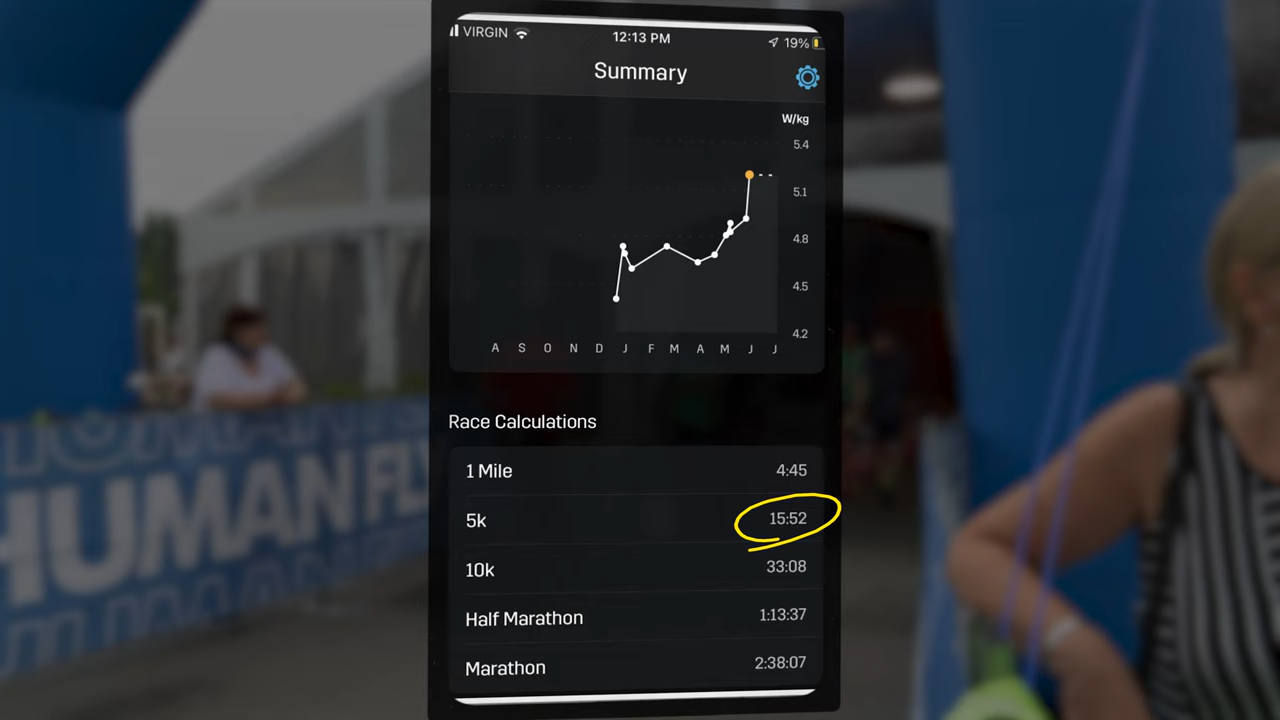 VIRGIN 12:13 PM 19%
Summary
W/kg
5.4
5.1
4.8
4.5
4.2
A S O N D J F M A M J J
Race Calculations
1 Mile 4:45
5k 15:52
10k 33:08
Half Marathon 1:13:37
Marathon 2:38:07
HUMAN FLY